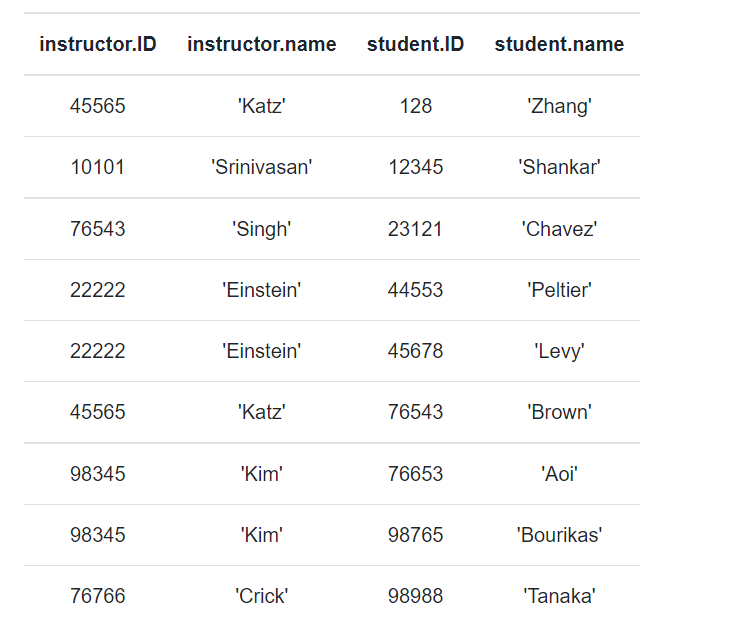 instructor.ID instructor.name student.ID student.name
45565 'Katz' 128 'Zhang'
10101 'Srinivasan' 12345 'Shankar'
76543 'Singh' 23121 'Chavez'
22222 'Einstein' 44553 'Peltier'
22222 'Einstein' 45678 'Levy'
45565 'Katz' 76543 'Brown'
98345 'Kim' 76653 'Aoi'
98345 'Kim' 98765 'Bourikas'
76766 'Crick' 98988 'Tanaka'